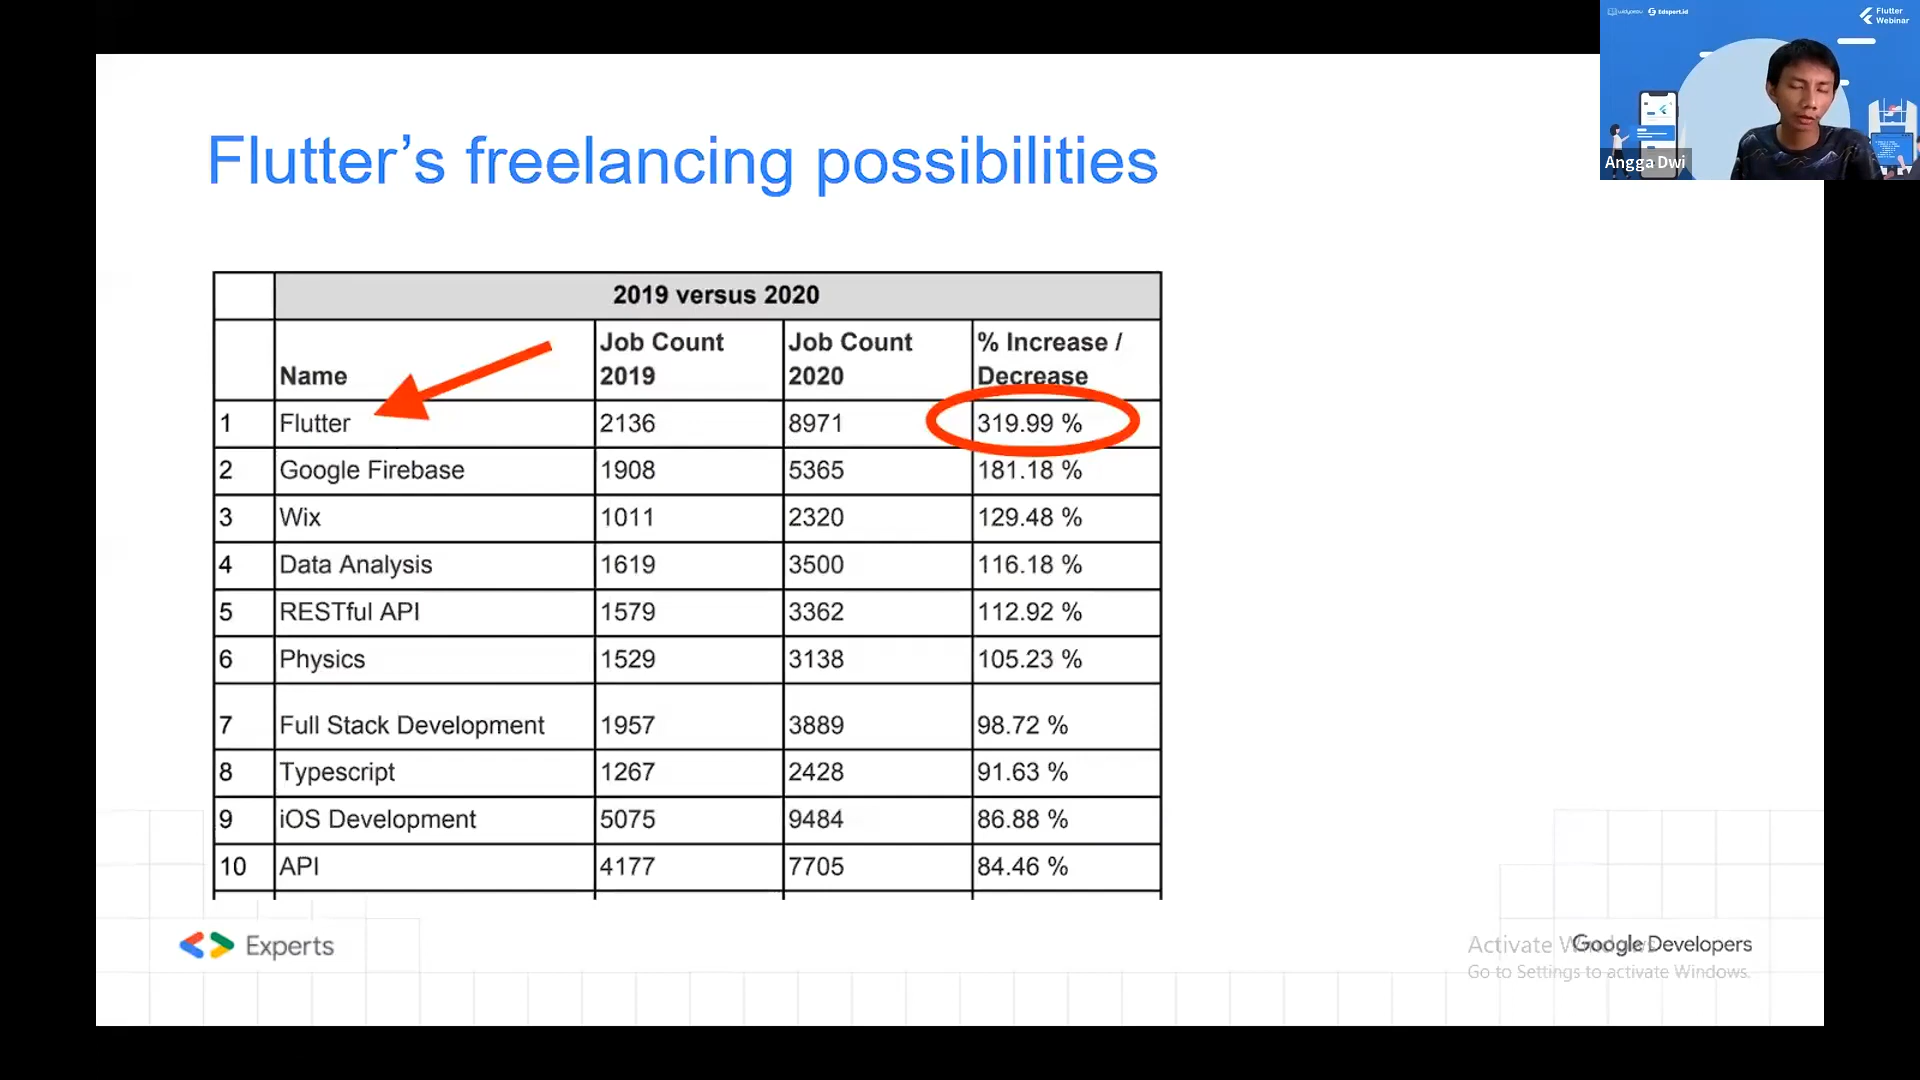 Edsport.id
Flutter
Webinar
Angga Dwi
Flutter’s freelancing possibilities
2019 versus 2020
Name Job Count 2019 Job Count 2020 % Increase / Decrease
1 Flutter 2136 8971 319.99 %
2 Google Firebase 1908 5365 181.18 %
3 Wix 1011 2320 129.48 %
4 Data Analysis 1619 3500 116.18 %
5 RESTful API 1579 3362 112.92 %
6 Physics 1529 3138 105.23 %
7 Full Stack Development 1957 3889 98.72 %
8 Typescript 1267 2428 91.63 %
9 iOS Development 5075 9484 86.88 %
10 API 4177 7705 84.46 %
Experts
Activate Windows
Google Developers
Go to Settings to activate Windows.